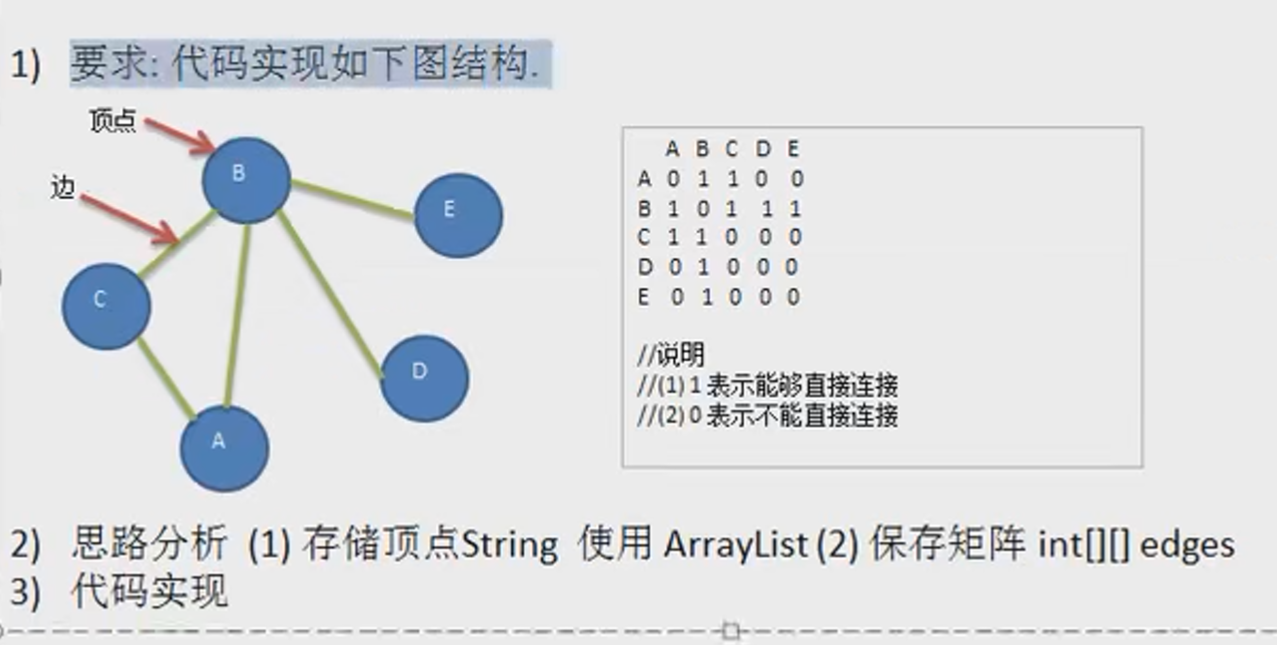 1) 要求: 代码实现如下图结构.
顶点
边
B
E
C
D
A
A B C D E
A 0 1 1 0 0
B 1 0 1 1 1
C 1 1 0 0 0
D 0 1 0 0 0
E 0 1 0 0 0
//说明
//(1) 1 表示能够直接连接
//(2) 0 表示不能直接连接
2) 思路分析 (1) 存储顶点String 使用 ArrayList (2) 保存矩阵 int[][] edges
3) 代码实现